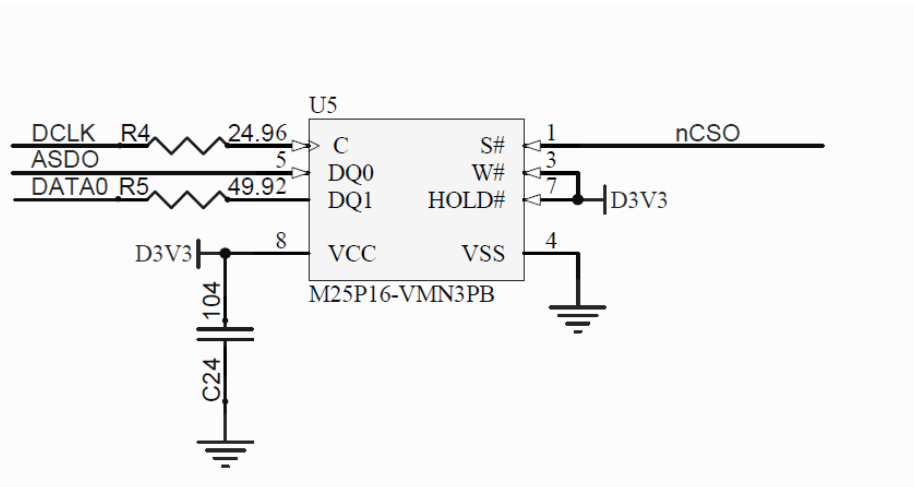 U5
DCLK R4 24.96 C S# 1 nCSO
ASDO 5 DQ0 W# 3
DATA0 R5 49.92 DQ1 HOLD# 7 D3V3
D3V3 8 VCC VSS 4
M25P16-VMN3PB
104
C24